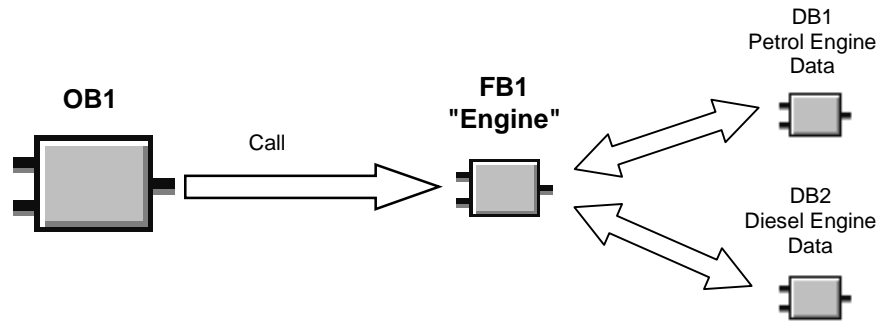 OB1
Call
FB1
"Engine"
DB1
Petrol Engine
Data
DB2
Diesel Engine
Data